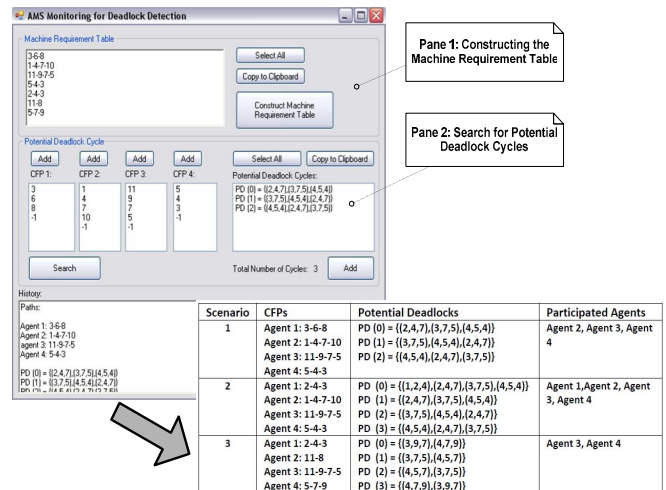 AMS Monitoring for Deadlock Detection
Machine Requirement Table
3-6-8
1-4-7-10
11-9-7-5
5-4-3
2-4-3
11-8
5-7-9
Select All
Copy to Clipboard
Construct Machine
Requirement Table
Pane 1: Constructing the
Machine Requirement Table
Potential Deadlock Cycle
Add Add Add Add
CFP 1: CFP 2: CFP 3: CFP 4:
3
6
8
-1
1
4
7
10
-1
11
9
7
5
-1
5
4
3
-1
Select All Copy to Clipboard
Potential Deadlock Cycles:
PD (0) = {(2,4,7),(3,7,5),(4,5,4)}
PD (1) = {(3,7,5),(4,5,4),(2,4,7)}
PD (2) = {(4,5,4),(2,4,7),(3,7,5)}
Pane 2: Search for Potential
Deadlock Cycles
Search
Total Number of Cycles: 3 Add
History:
Paths:
Agent 1: 3-6-8
Agent 2: 1-4-7-10
agent 3: 11-9-7-5
Agent 4: 5-4-3
PD (0) = {(2,4,7),(3,7,5),(4,5,4)}
PD (1) = {(3,7,5),(4,5,4),(2,4,7)}
PD (2) = {(4,5,4),(2,4,7),(3,7,5)}
Scenario CFPs Potential Deadlocks Participated Agents
1 Agent 1: 3-6-8 PD (0) = {(2,4,7),(3,7,5),(4,5,4)} Agent 2, Agent 3, Agent
Agent 2: 1-4-7-10 PD (1) = {(3,7,5),(4,5,4),(2,4,7)} 4
Agent 3: 11-9-7-5 PD (2) = {(4,5,4),(2,4,7),(3,7,5)}
Agent 4: 5-4-3
2 Agent 1: 2-4-3 PD (0) = {(1,2,4),(2,4,7),(3,7,5),(4,5,4)} Agent 1,Agent 2, Agent
Agent 2: 1-4-7-10 PD (1) = {(2,4,7),(3,7,5),(4,5,4)} 3, Agent 4
Agent 3: 11-9-7-5 PD (2) = {(3,7,5),(4,5,4),(2,4,7)}
Agent 4: 5-4-3 PD (3) = {(4,5,4),(2,4,7),(3,7,5)}
3 Agent 1: 2-4-3 PD (0) = {(3,9,7),(4,7,9)} Agent 3, Agent 4
Agent 2: 11-8 PD (1) = {(3,7,5),(4,5,7)}
Agent 3: 11-9-7-5 PD (2) = {(4,5,7),(3,7,5)}
Agent 4: 5-7-9 PD (3) = {(4,7,9),(3,9,7)}